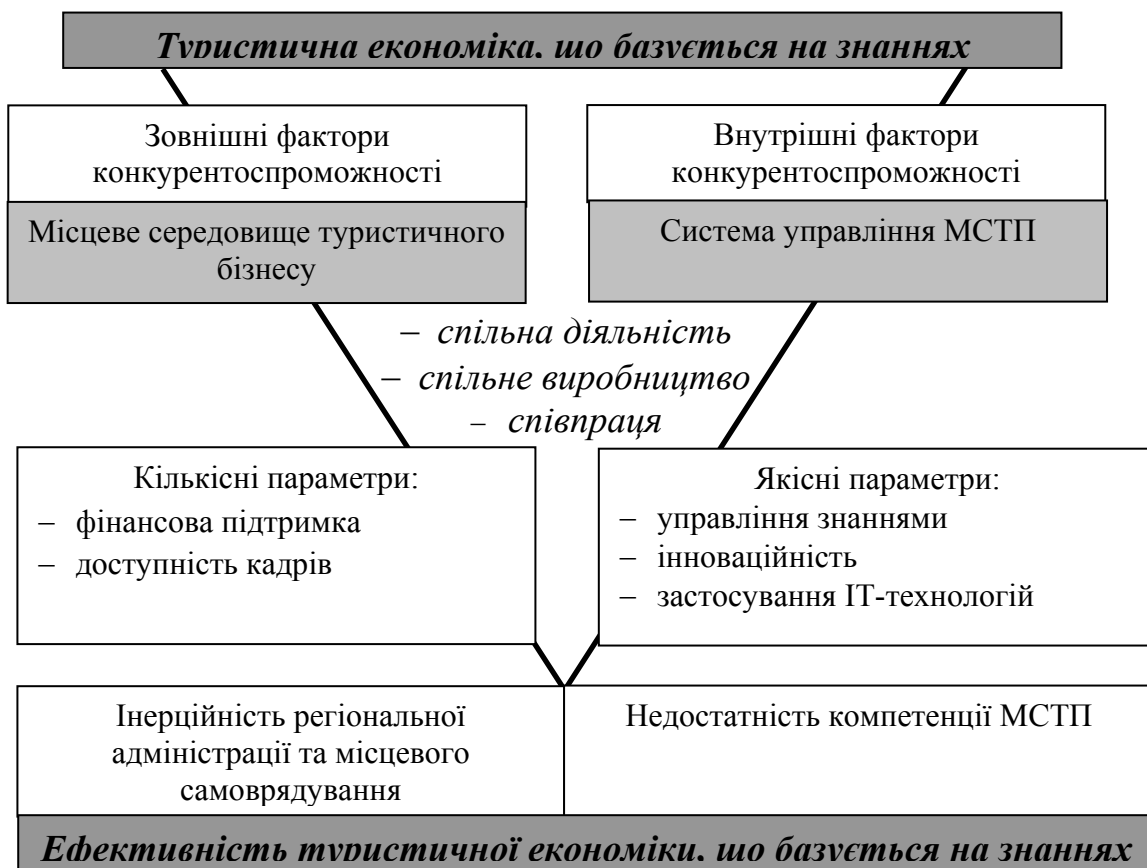 Туристична економіка, що базується на знаннях
Зовнішні фактори
конкурентоспроможності
Місцеве середовище туристичного
бізнесу
Внутрішні фактори
конкурентоспроможності
Система управління МСТП
– спільна діяльність
– спільне виробництво
– співпраця
Кількісні параметри:
– фінансова підтримка
– доступність кадрів
Якісні параметри:
– управління знаннями
– інноваційність
– застосування ІТ-технологій
Інерційність регіональної
адміністрації та місцевого
самоврядування
Недостатність компетенції МСТП
Ефективність туристичної економіки, що базується на знаннях